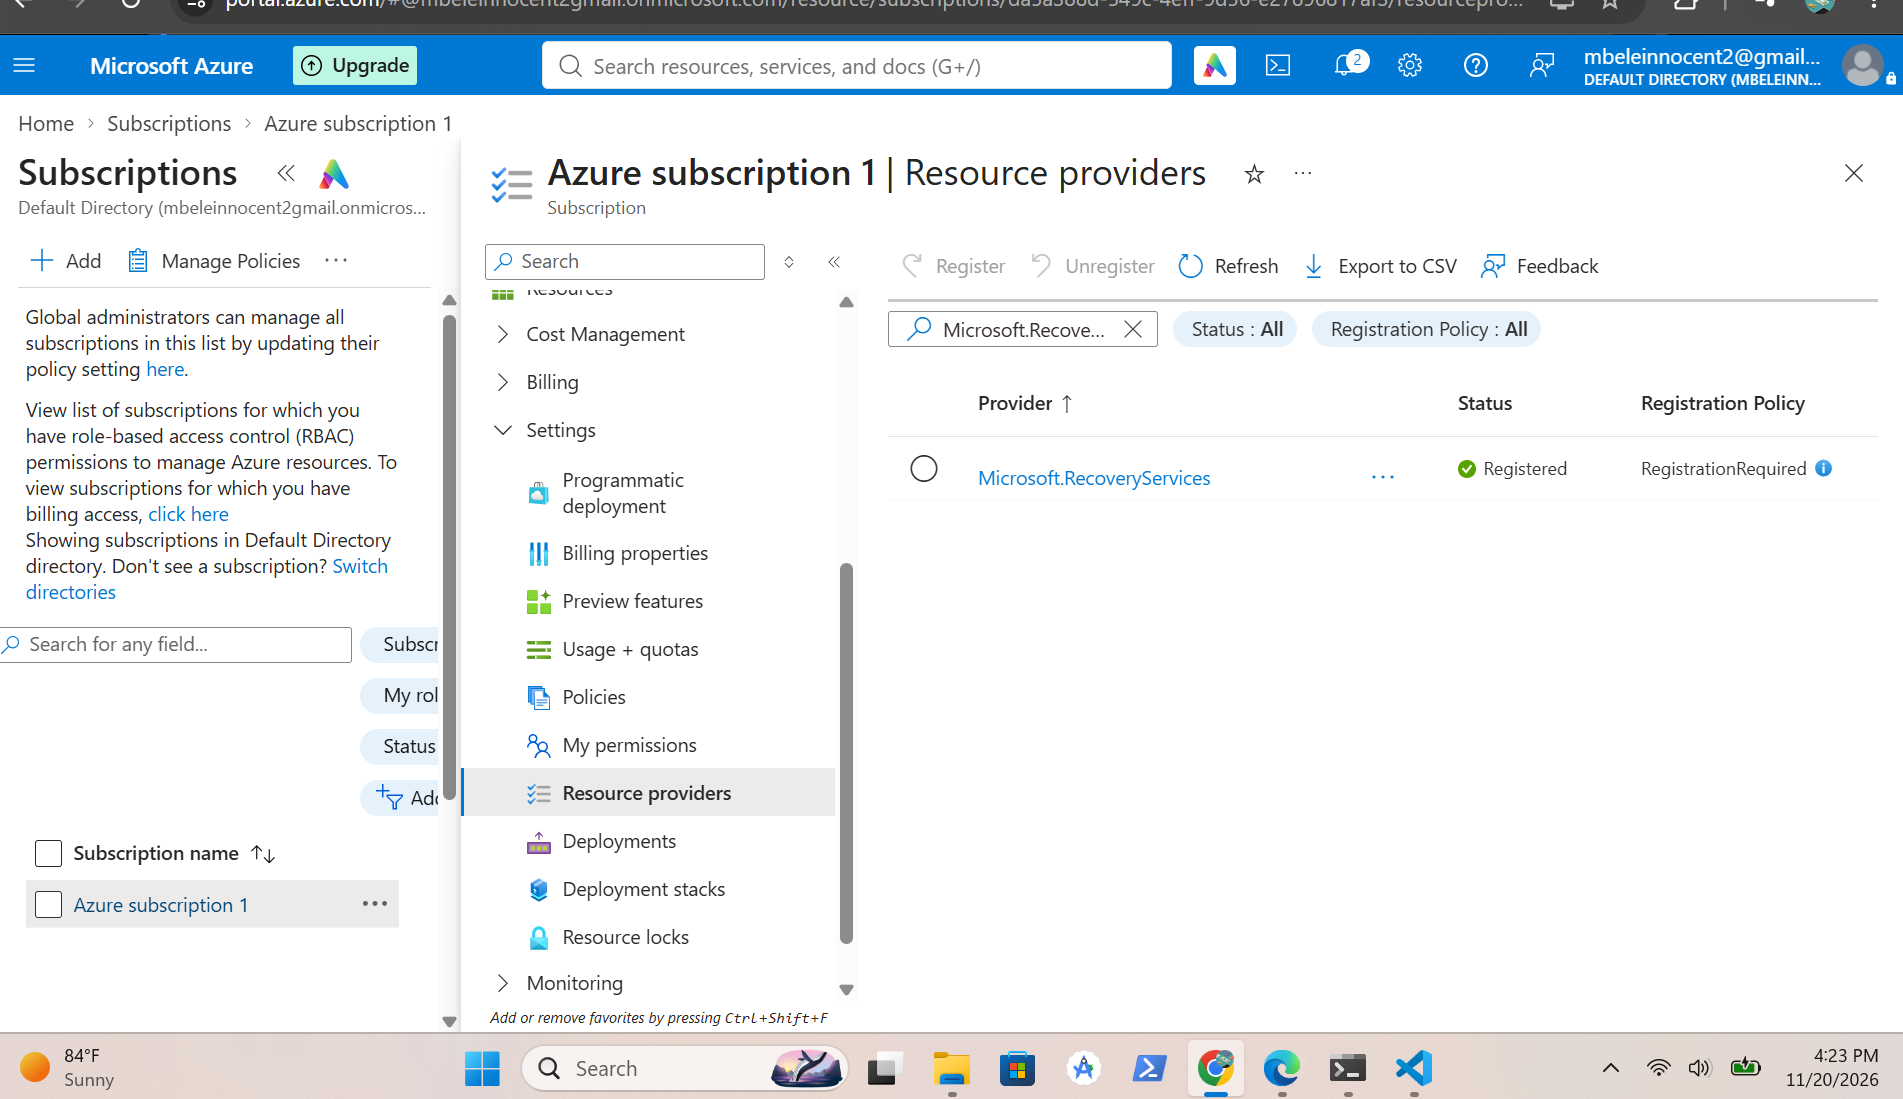 Microsoft Azure
Upgrade
Search resources, services, and docs (G+/)
2
mbeleinnocent2@gmail....
DEFAULT DIRECTORY (MBELEINN...
Home
Subscriptions
Azure subscription 1
Subscriptions
Default Directory (mbeleinnocent2gmail.onmicros...
Add
Manage Policies
Global administrators can manage all
subscriptions in this list by updating their
policy setting here.
View list of subscriptions for which you
have role-based access control (RBAC)
permissions to manage Azure resources. To
view subscriptions for which you have
billing access, click here
Showing subscriptions in Default Directory
directory. Don't see a subscription? Switch
directories
Search for any field...
My rol
Status
Subscription name
Azure subscription 1
Azure subscription 1 | Resource providers
Subscription
Search
Resources
Cost Management
Billing
Settings
Programmatic
deployment
Billing properties
Preview features
Usage + quotas
Policies
My permissions
Resource providers
Deployments
Deployment stacks
Resource locks
Monitoring
Add or remove favorites by pressing Ctrl+Shift+F
Register
Unregister
Refresh
Export to CSV
Feedback
Microsoft.Recove...
Status : All
Registration Policy : All
Provider
Status
Registration Policy
Microsoft.RecoveryServices
Registered
RegistrationRequired
84°F
Sunny
Search
4:23 PM
11/20/2026